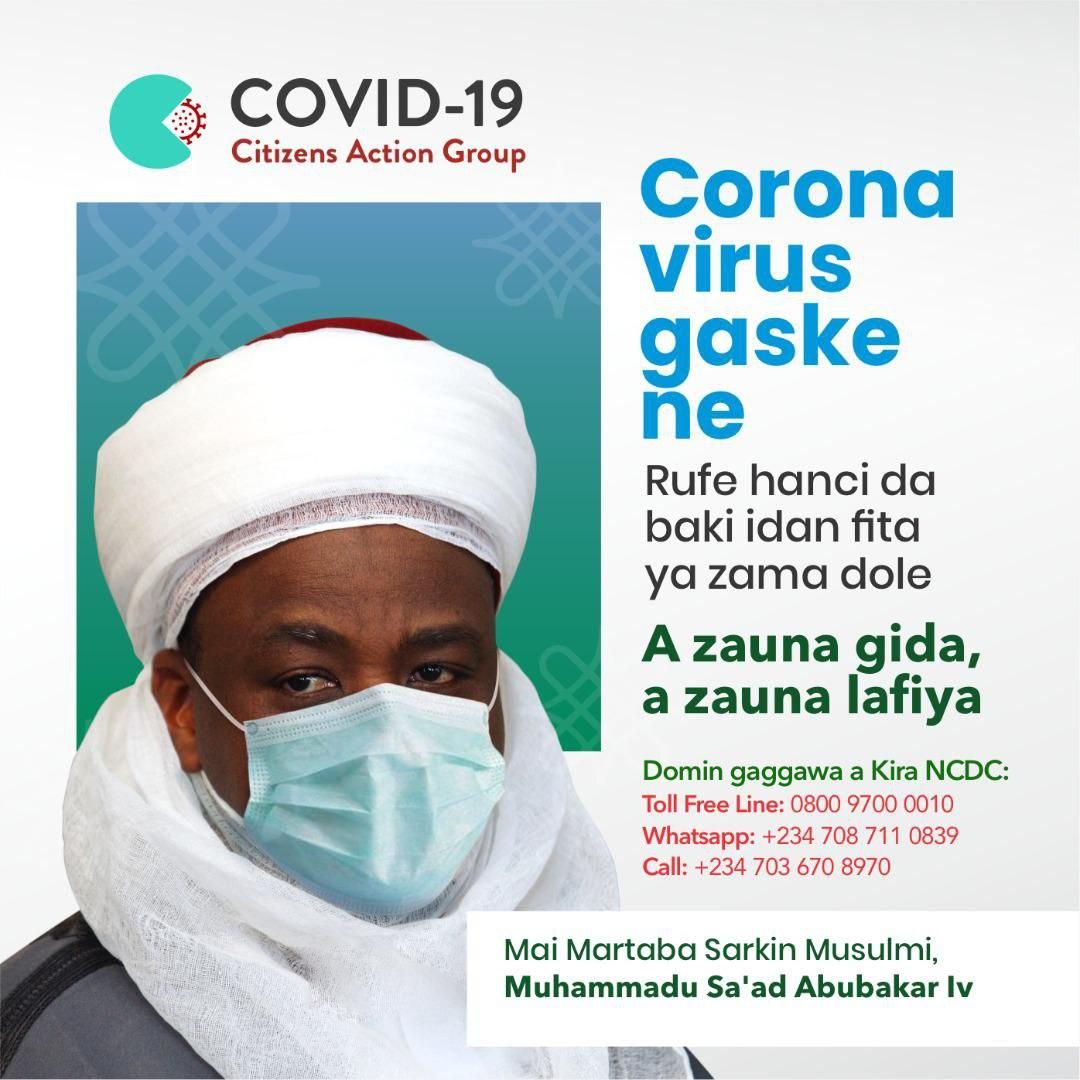 COVID-19
Citizens Action Group
Corona
virus
gaske
ne
Rufe hanci da
baki idan fita
ya zama dole
A zauna gida,
a zauna lafiya
Domin gaggawa a Kira NCDC:
Toll Free Line: 0800 9700 0010
Whatsapp: +234 708 711 0839
Call: +234 703 670 8970
Mai Martaba Sarkin Musulmi,
Muhammadu Sa'ad Abubakar Iv